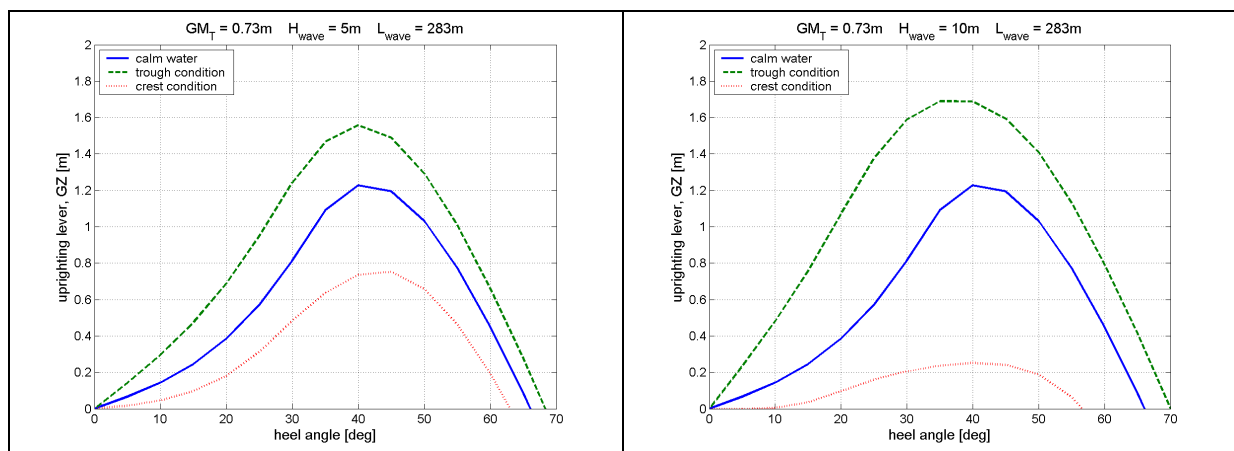 GM_T = 0.73m H_wave = 5m L_wave = 283m
2
1.8
1.6
1.4
1.2
1
0.8
0.6
0.4
0.2
0
calm water
trough condition
crest condition
uprighting lever, GZ [m]
0 10 20 30 40 50 60 70
heel angle [deg]
GM_T = 0.73m H_wave = 10m L_wave = 283m
2
1.8
1.6
1.4
1.2
1
0.8
0.6
0.4
0.2
0
calm water
trough condition
crest condition
uprighting lever, GZ [m]
0 10 20 30 40 50 60 70
heel angle [deg]